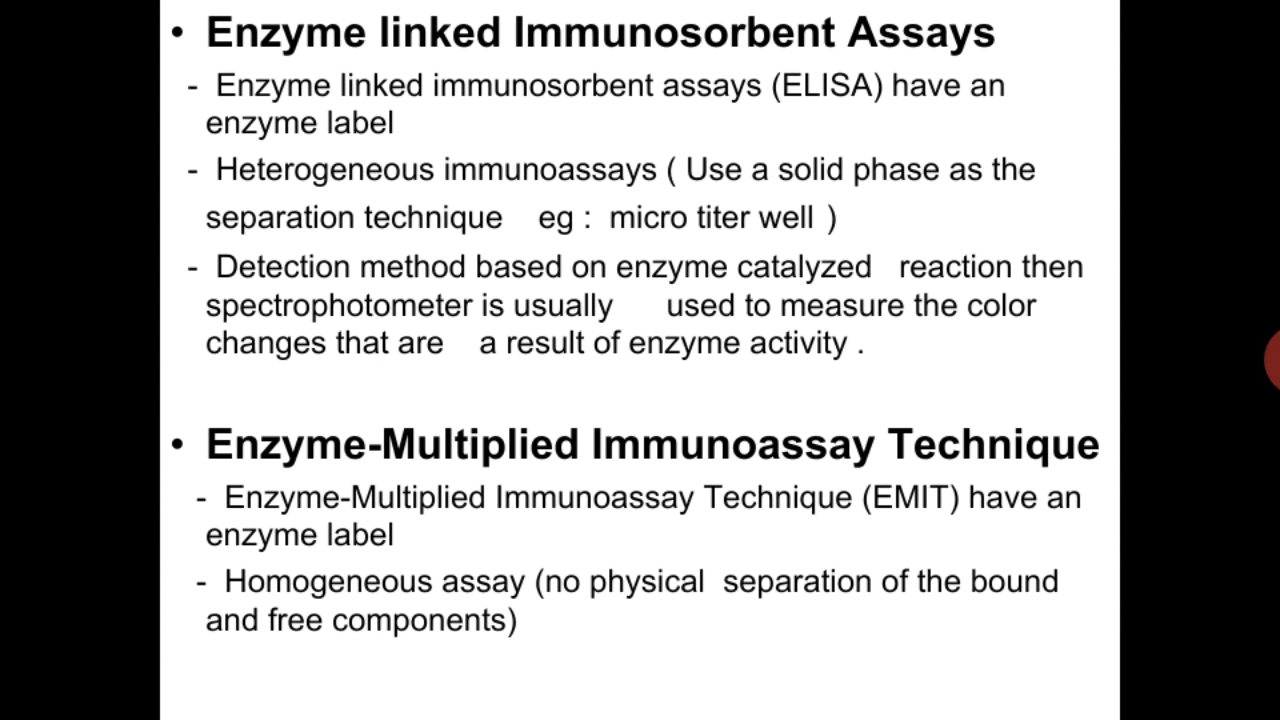 • Enzyme linked Immunosorbent Assays
- Enzyme linked immunosorbent assays (ELISA) have an
enzyme label
- Heterogeneous immunoassays ( Use a solid phase as the
separation technique eg : micro titer well )
- Detection method based on enzyme catalyzed reaction then
spectrophotometer is usually used to measure the color
changes that are a result of enzyme activity .
• Enzyme-Multiplied Immunoassay Technique
- Enzyme-Multiplied Immunoassay Technique (EMIT) have an
enzyme label
- Homogeneous assay (no physical separation of the bound
and free components)